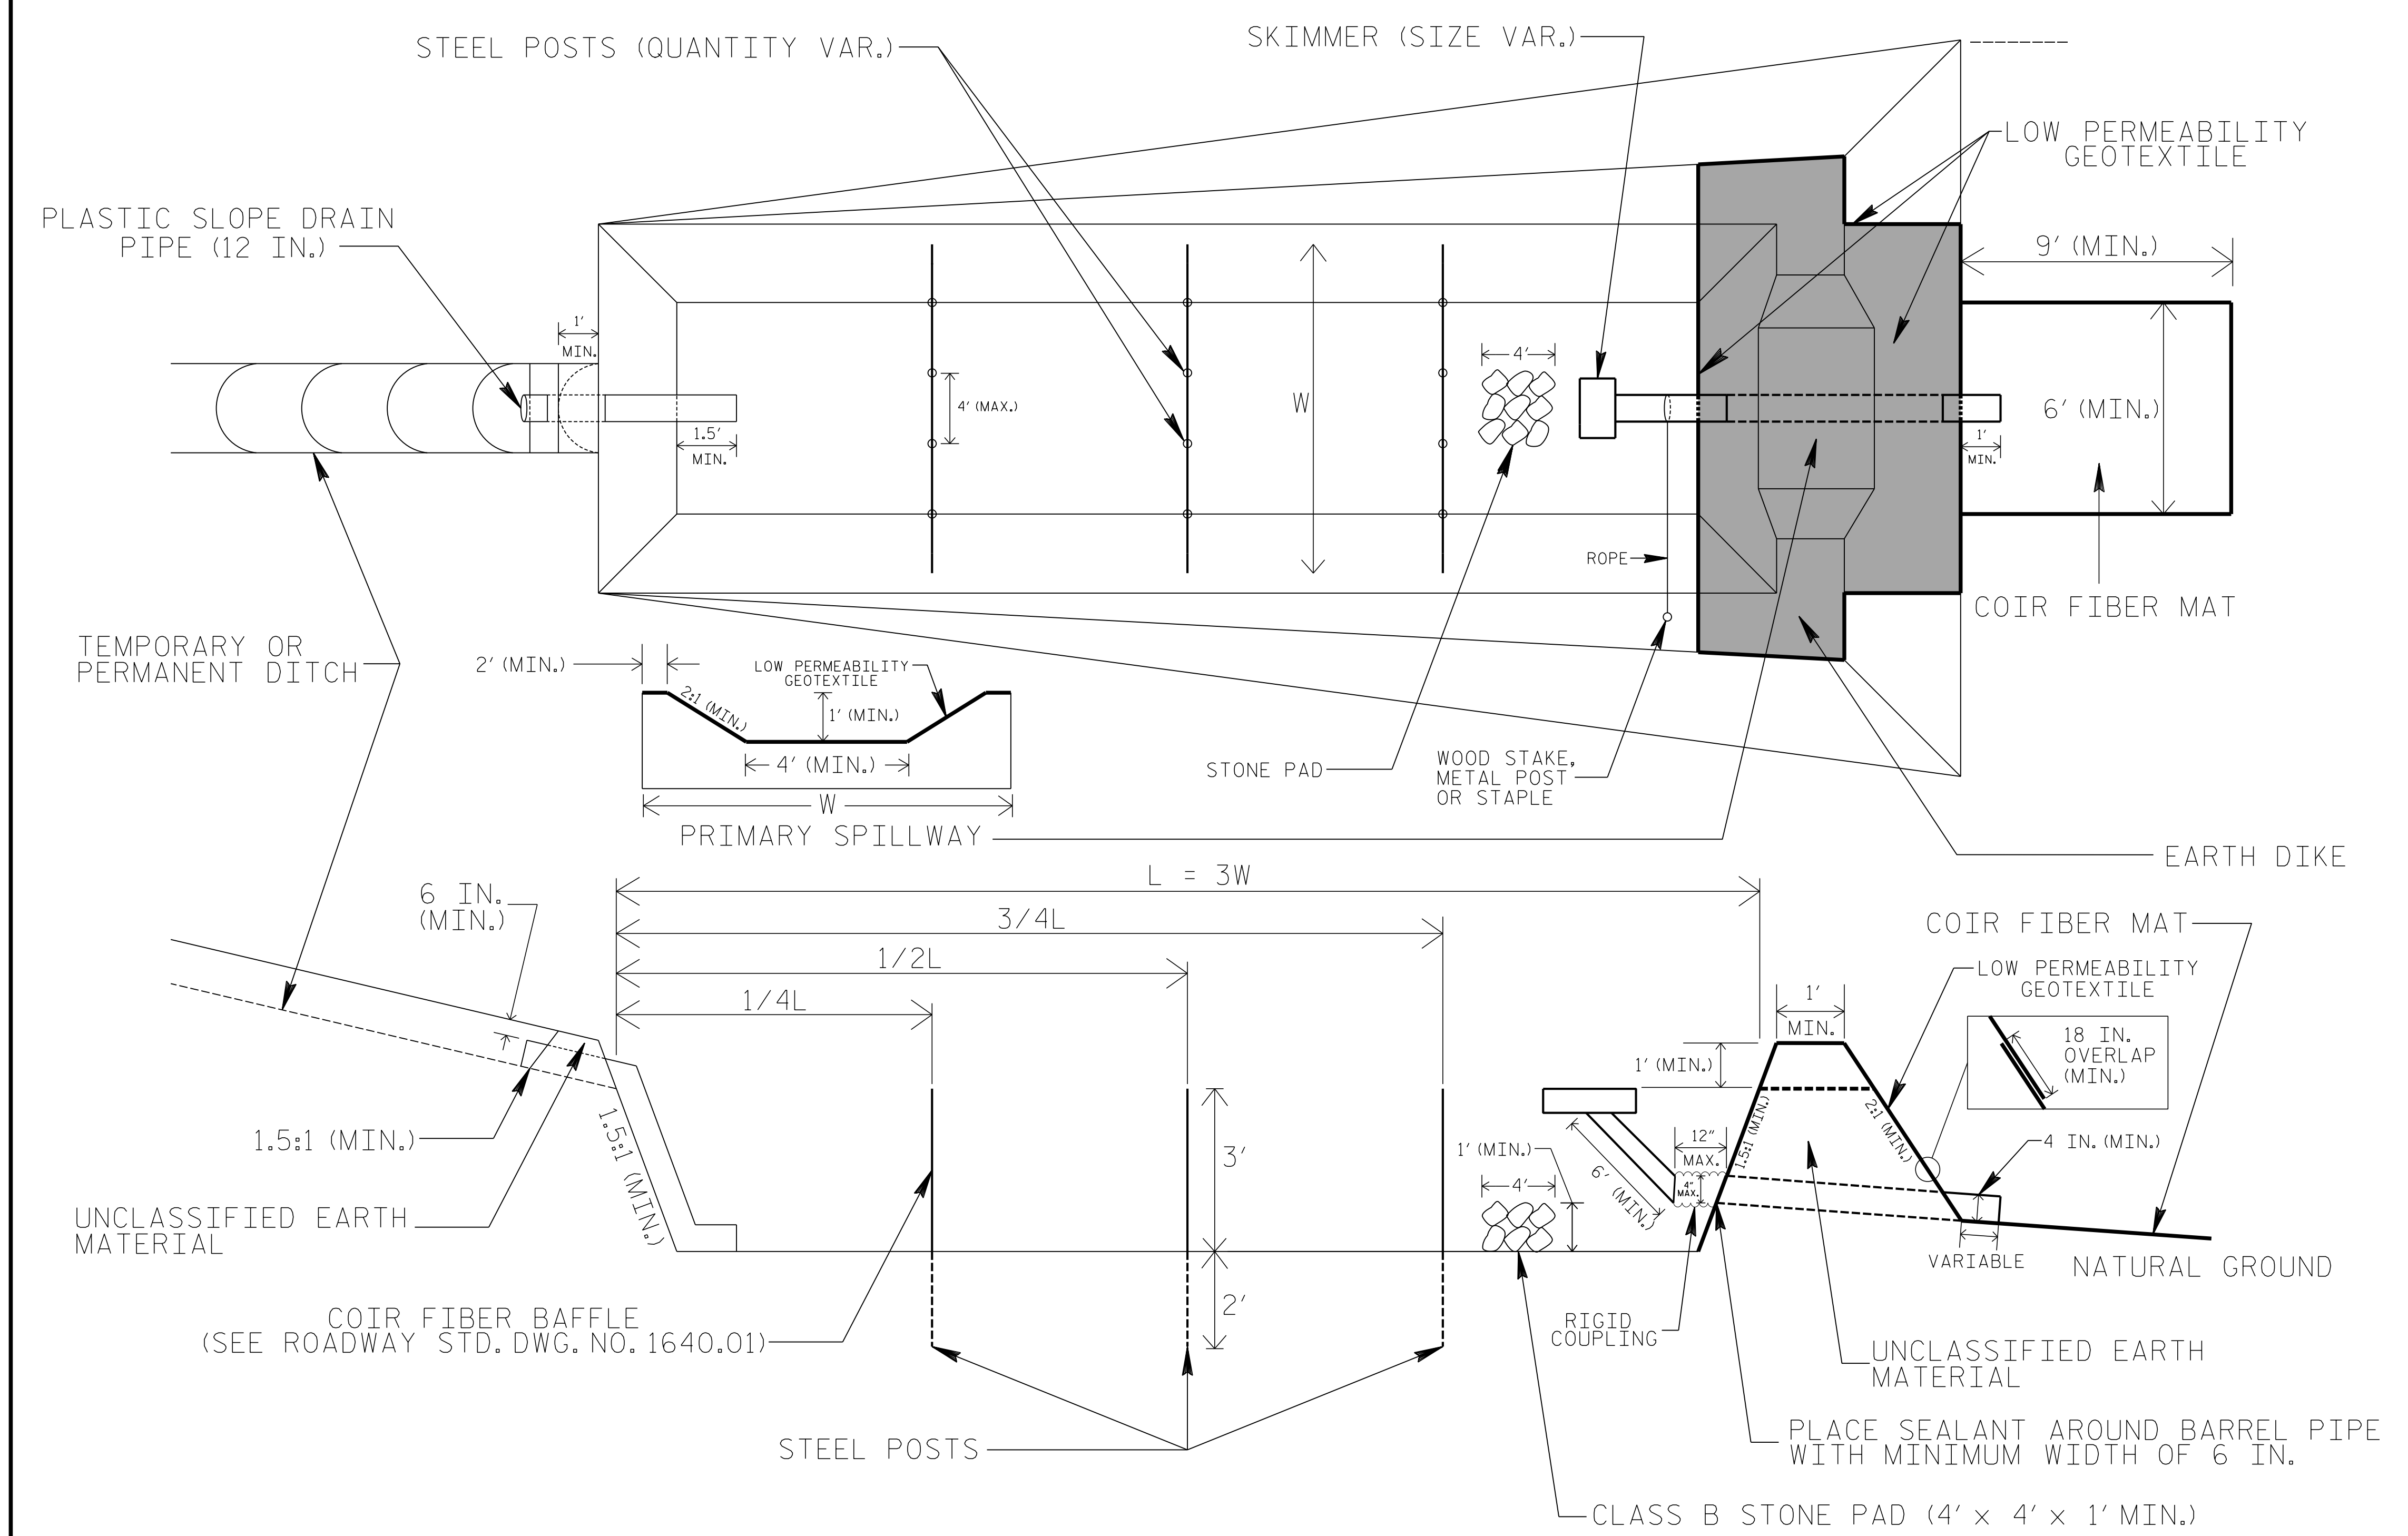 STEEL POSTS (QUANTITY VAR.)
SKIMMER (SIZE VAR.)
LOW PERMEABILITY
GEOTEXTILE
PLASTIC SLOPE DRAIN
PIPE (12 IN.)
9' (MIN.)
1'
MIN.
4'
4' (MAX.)
W
6' (MIN.)
1.5'
MIN.
1'
MIN.
ROPE
COIR FIBER MAT
TEMPORARY OR
PERMANENT DITCH
2' (MIN.)
LOW PERMEABILITY
GEOTEXTILE
2:1 (MIN.)
1' (MIN.)
4' (MIN.)
W
PRIMARY SPILLWAY
STONE PAD
WOOD STAKE,
METAL POST
OR STAPLE
EARTH DIKE
L = 3W
6 IN.
(MIN.)
3/4L
COIR FIBER MAT
1/2L
LOW PERMEABILITY
GEOTEXTILE
1/4L
1'
MIN.
18 IN.
OVERLAP
(MIN.)
1' (MIN.)
1.5:1 (MIN.)
1.5:1 (MIN.)
1.5:1 (MIN.)
2:1 (MIN.)
12"
MAX.
4"
MAX.
6' (MIN.)
1' (MIN.)
4'
4 IN. (MIN.)
3'
UNCLASSIFIED EARTH
MATERIAL
VARIABLE
NATURAL GROUND
2'
COIR FIBER BAFFLE
(SEE ROADWAY STD. DWG. NO. 1640.01)
RIGID
COUPLING
UNCLASSIFIED EARTH
MATERIAL
STEEL POSTS
PLACE SEALANT AROUND BARREL PIPE
WITH MINIMUM WIDTH OF 6 IN.
CLASS B STONE PAD (4' x 4' x 1' MIN.)